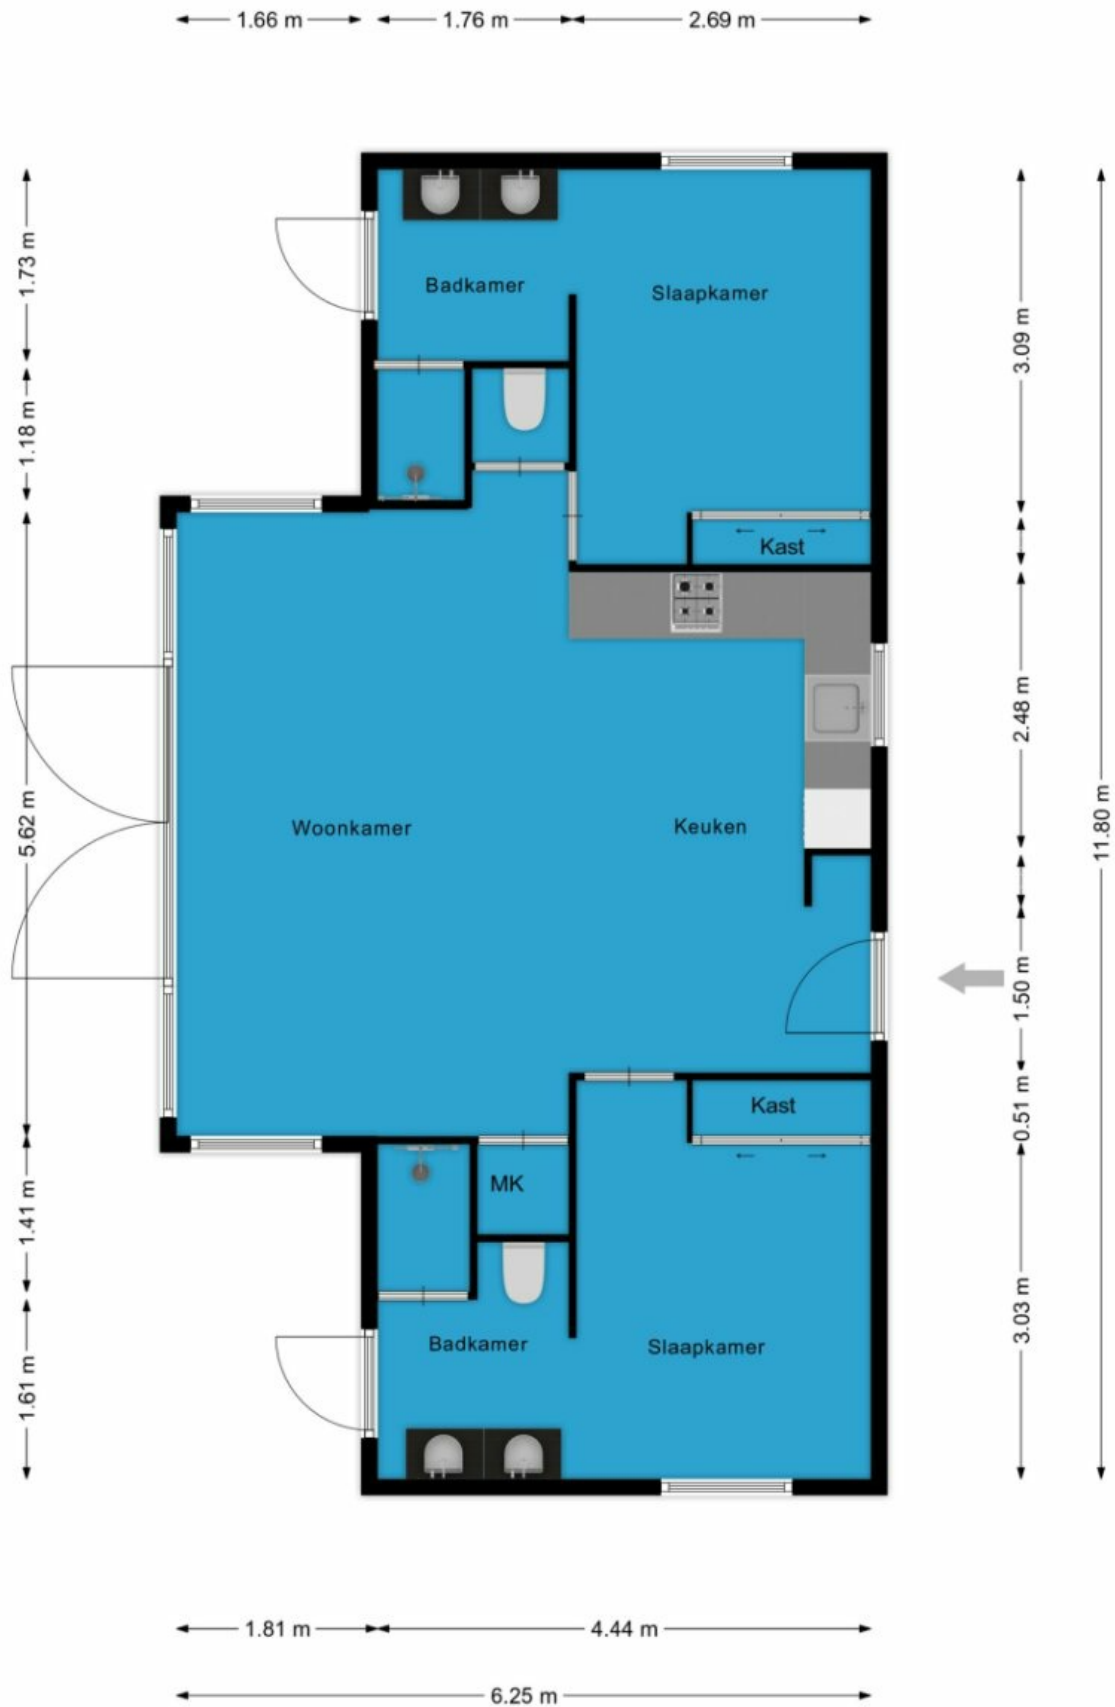 1.66 m
1.76 m
2.69 m
1.73 m
Badkamer
Slaapkamer
3.09 m
1.18 m
Kast
2.48 m
5.62 m
Woonkamer
Keuken
11.80 m
1.50 m
0.51 m
Kast
MK
1.41 m
3.03 m
Badkamer
Slaapkamer
1.61 m
1.81 m
4.44 m
6.25 m